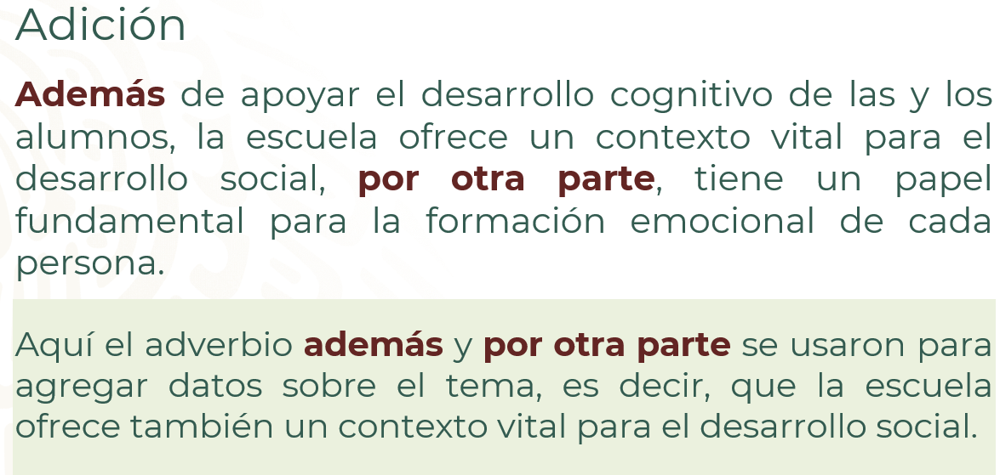 Adición
Además de apoyar el desarrollo cognitivo de las y los
alumnos, la escuela ofrece un contexto vital para el
desarrollo social, por otra parte, tiene un papel
fundamental para la formación emocional de cada
persona.
Aquí el adverbio además y por otra parte se usaron para
agregar datos sobre el tema, es decir, que la escuela
ofrece también un contexto vital para el desarrollo social.